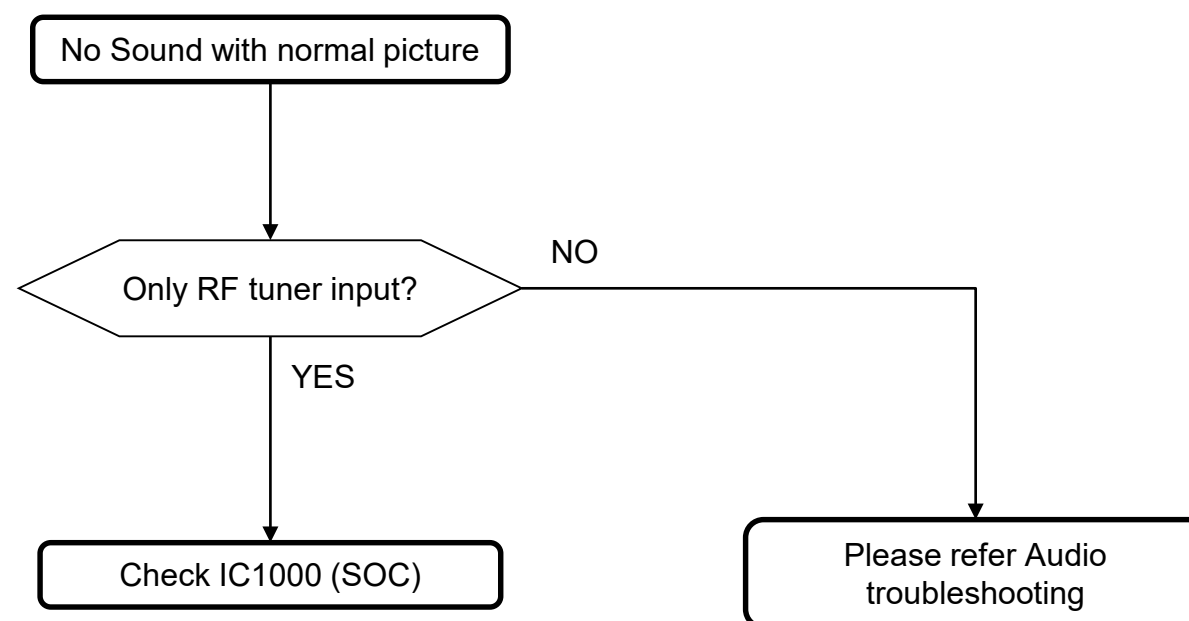 No Sound with normal picture
Only RF tuner input?
NO
YES
Check IC1000 (SOC)
Please refer Audio
troubleshooting